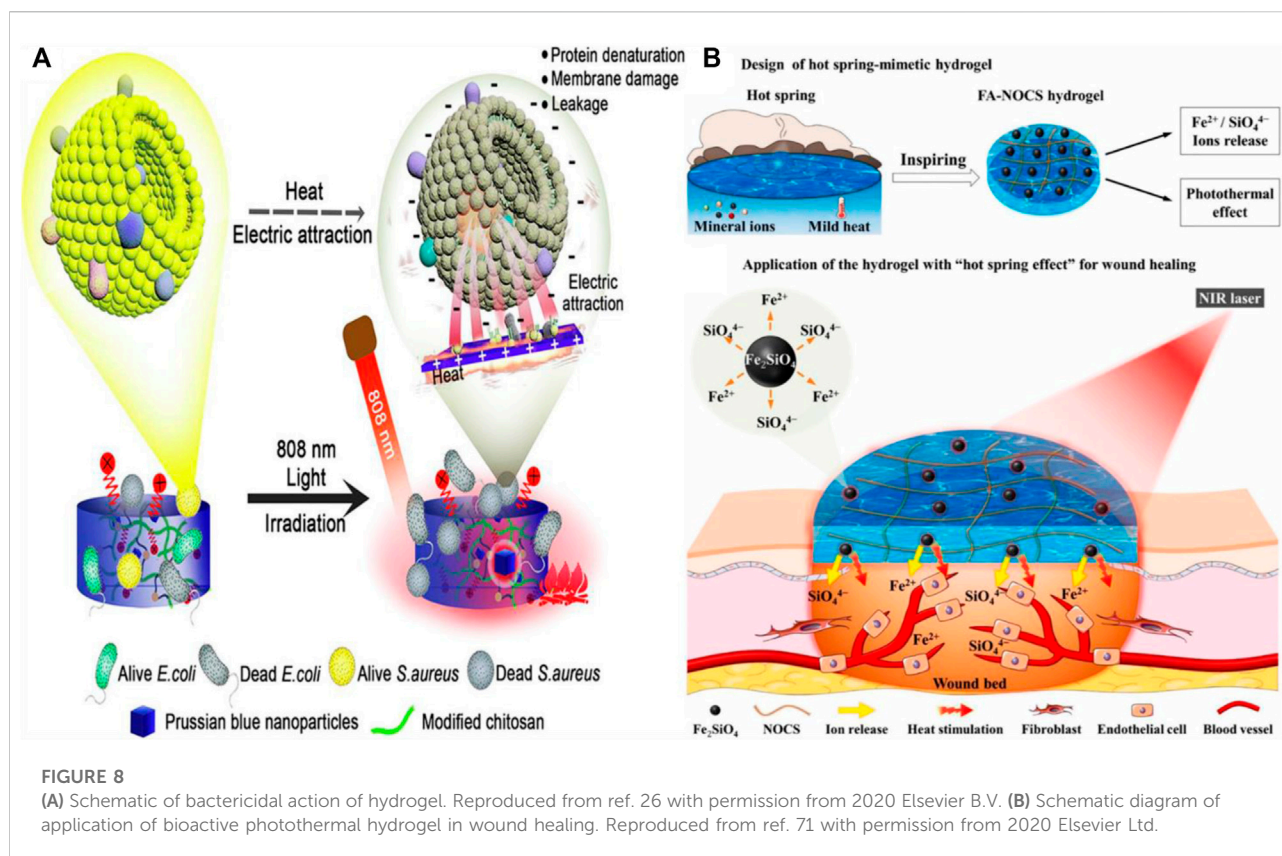 A
• Protein denaturation
• Membrane damage
• Leakage
Heat
Electric attraction
Electric
attraction
Heat
808 nm
808 nm
Light
Irradiation
Alive E.coli
Dead E.coli
Alive S.aureus
Dead S.aureus
Prussian blue nanoparticles
Modified chitosan
B
Design of hot spring-mimetic hydrogel
Hot spring
FA-NOCS hydrogel
Inspiring
Fe²⁺ / SiO₄⁴⁻
Ions release
Photothermal
effect
Mineral ions
Mild heat
Application of the hydrogel with “hot spring effect” for wound healing
NIR laser
Fe²⁺
SiO₄⁴⁻
SiO₄⁴⁻
Fe₂SiO₄
Fe²⁺
Fe²⁺
SiO₄⁴⁻
SiO₄⁴⁻
Fe²⁺
SiO₄⁴⁻
Fe²⁺
Fe²⁺
SiO₄⁴⁻
Wound bed
Fe₂SiO₄
NOCS
Ion release
Heat stimulation
Fibroblast
Endothelial cell
Blood vessel
FIGURE 8
(A) Schematic of bactericidal action of hydrogel. Reproduced from ref. 26 with permission from 2020 Elsevier B.V. (B) Schematic diagram of
application of bioactive photothermal hydrogel in wound healing. Reproduced from ref. 71 with permission from 2020 Elsevier Ltd.